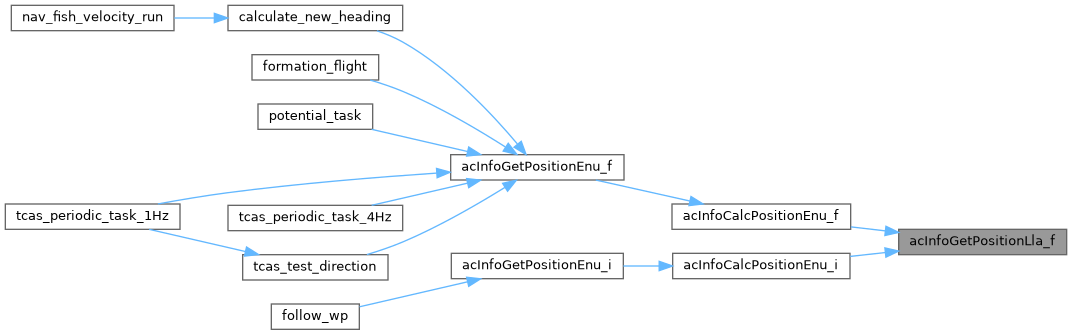 nav_fish_velocity_run
calculate_new_heading
formation_flight
potential_task
acInfoGetPositionEnu_f
tcas_periodic_task_1Hz
tcas_periodic_task_4Hz
acInfoCalcPositionEnu_f
acInfoGetPositionLla_f
tcas_test_direction
acInfoGetPositionEnu_i
acInfoCalcPositionEnu_i
follow_wp